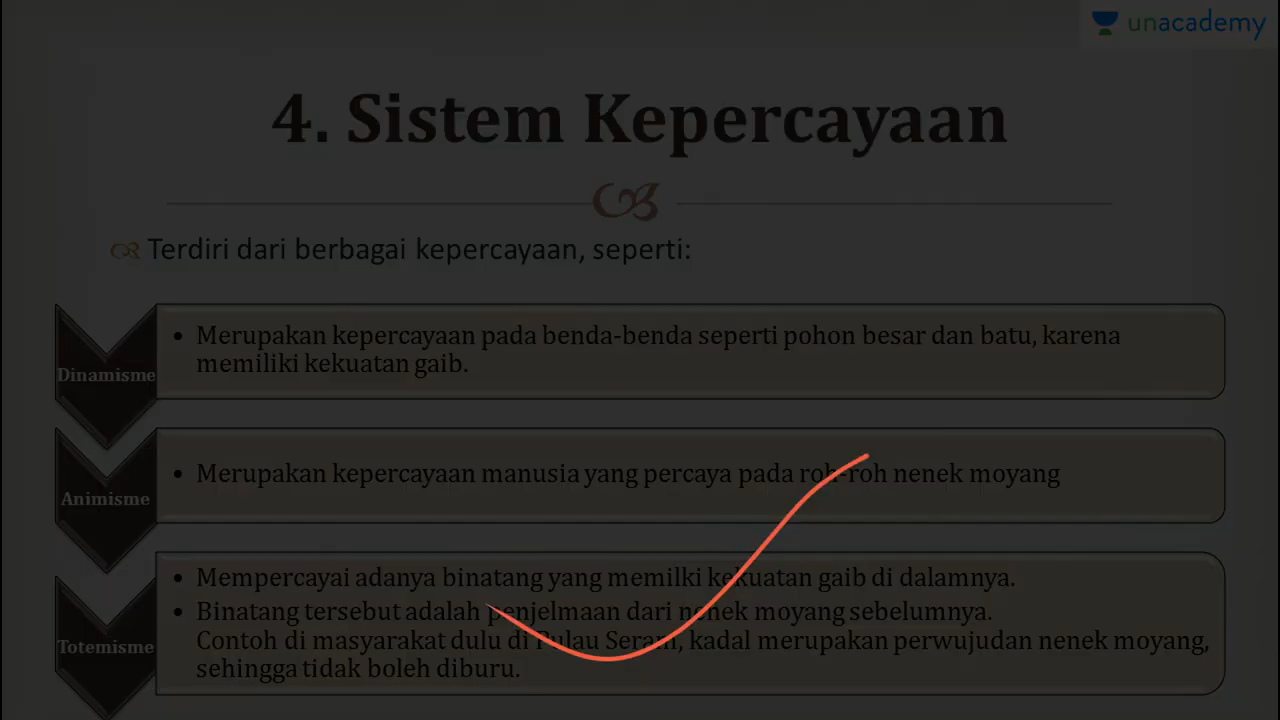 unacademy
4. Sistem Kepercayaan
Terdiri dari berbagai kepercayaan, seperti:
• Merupakan kepercayaan pada benda-benda seperti pohon besar dan batu, karena
memiliki kekuatan gaib.
Dinamisme
• Merupakan kepercayaan manusia yang percaya pada roh-roh nenek moyang
Animisme
• Mempercayai adanya binatang yang memilki kekuatan gaib di dalamnya.
• Binatang tersebut adalah penjelmaan dari nenek moyang sebelumnya.
Contoh di masyarakat dulu di Pulau Seram, kadal merupakan perwujudan nenek moyang,
sehingga tidak boleh diburu.
Totemisme